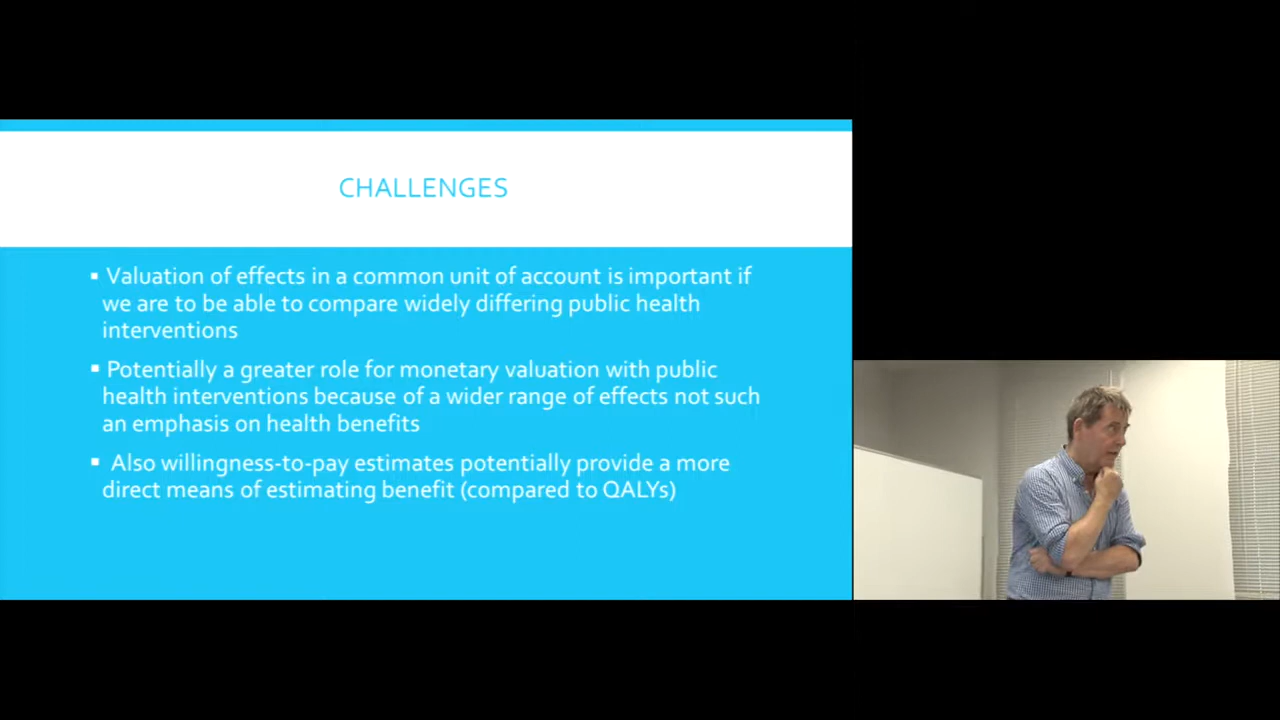 CHALLENGES
▪ Valuation of effects in a common unit of account is important if
we are to be able to compare widely differing public health
interventions
▪ Potentially a greater role for monetary valuation with public
health interventions because of a wider range of effects not such
an emphasis on health benefits
▪ Also willingness-to-pay estimates potentially provide a more
direct means of estimating benefit (compared to QALYs)